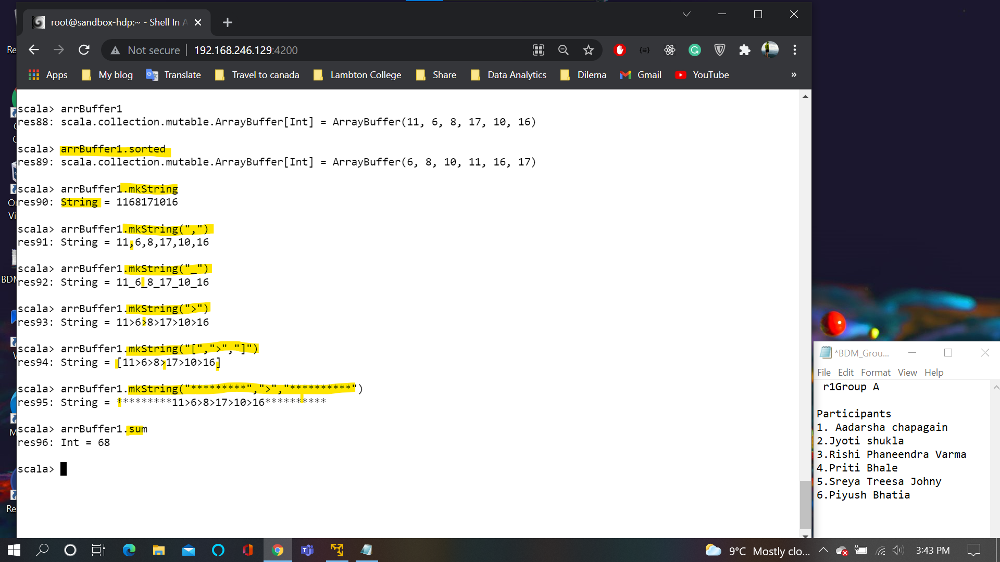 root@sandbox-hdp:~ - Shell In A
Not secure 192.168.246.129:4200
Apps My blog Translate Travel to canada Lambton College Share Data Analytics Dilema Gmail YouTube »
scala> arrBuffer1
res88: scala.collection.mutable.ArrayBuffer[Int] = ArrayBuffer(11, 6, 8, 17, 10, 16)
scala> arrBuffer1.sorted
res89: scala.collection.mutable.ArrayBuffer[Int] = ArrayBuffer(6, 8, 10, 11, 16, 17)
scala> arrBuffer1.mkString
res90: String = 1168171016
scala> arrBuffer1.mkString(",")
res91: String = 11,6,8,17,10,16
scala> arrBuffer1.mkString("_")
res92: String = 11_6_8_17_10_16
scala> arrBuffer1.mkString(">")
res93: String = 11>6>8>17>10>16
scala> arrBuffer1.mkString("[",">","]")
res94: String = [11>6>8>17>10>16]
scala> arrBuffer1.mkString("*********",">","**********")
res95: String = *********11>6>8>17>10>16**********
scala> arrBuffer1.sum
res96: Int = 68
scala>
*BDM_Grou...
File Edit Format View Help
r1Group A
Participants
1. Aadarsha chapagain
2.Jyoti shukla
3.Rishi Phaneendra Varma
4.Priti Bhale
5.Sreya Treesa Johny
6.Piyush Bhatia
9°C Mostly clo... 3:43 PM